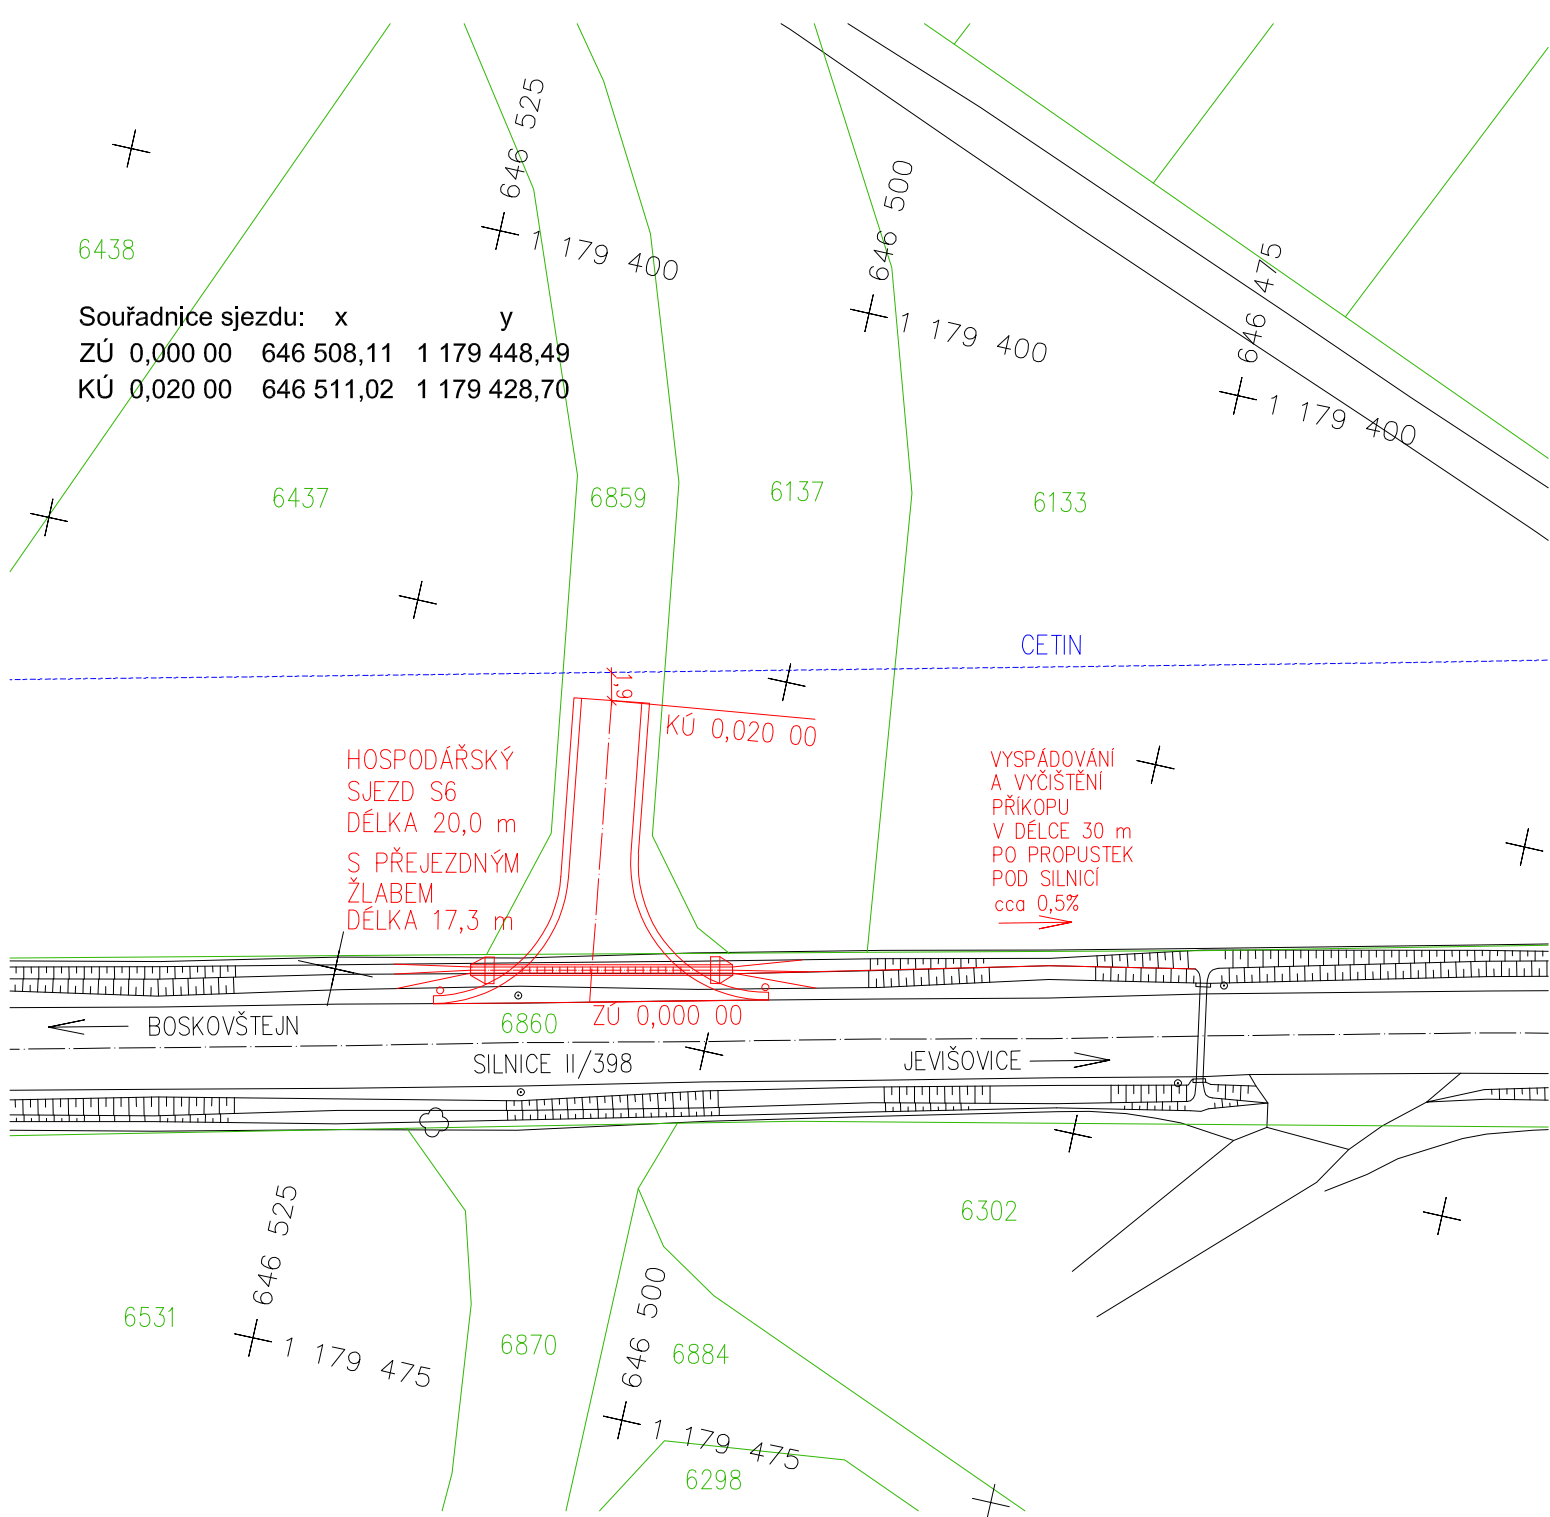 646 525
1 179 400
646 500
1 179 400
646 475
1 179 400
6438
Souřadnice sjezdu: x y
ZÚ 0,000 00 646 508,11 1 179 448,49
KÚ 0,020 00 646 511,02 1 179 428,70
6437
6859
6137
6133
CETIN
1,9
KÚ 0,020 00
HOSPODÁŘSKÝ
SJEZD S6
DÉLKA 20,0 m
S PŘEJEZDNÝM
ŽLABEM
DÉLKA 17,3 m
VYSPÁDOVÁNÍ
A VYČIŠTĚNÍ
PŘÍKOPU
V DÉLCE 30 m
PO PROPUSTEK
POD SILNICÍ
cca 0,5%
BOSKOVŠTEJN
6860
ZÚ 0,000 00
SILNICE II/398
JEVIŠOVICE
6302
646 525
1 179 475
6531
6870
646 500
1 179 475
6884
6298